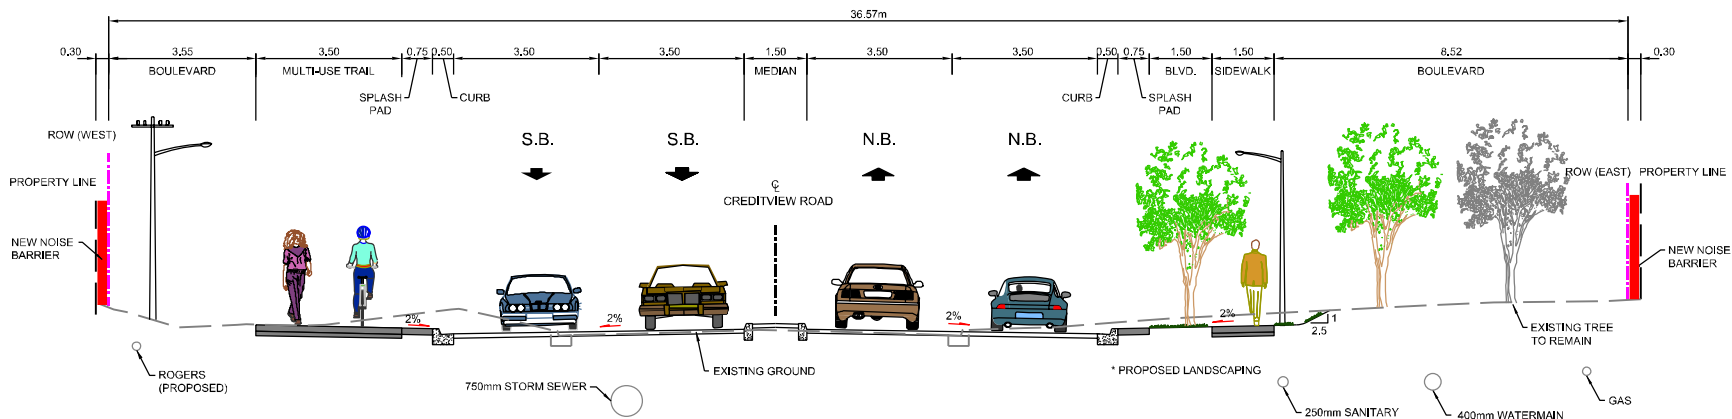 36.57m
0.30 3.55 3.50 0.75 0.50 3.50 3.50 1.50 3.50 3.50 0.50 0.75 1.50 1.50 8.52 0.30
BOULEVARD MULTI-USE TRAIL MEDIAN BLVD. SIDEWALK BOULEVARD
SPLASH
PAD
CURB
CURB
SPLASH
PAD
ROW (WEST)
S.B. S.B. N.B. N.B.
PROPERTY LINE
ROW (EAST) PROPERTY LINE
℄
CREDITVIEW ROAD
NEW NOISE
BARRIER
NEW NOISE
BARRIER
2% 2% 2% 2%
1
2.5
EXISTING TREE
TO REMAIN
ROGERS
(PROPOSED)
750mm STORM SEWER
EXISTING GROUND
* PROPOSED LANDSCAPING
250mm SANITARY
400mm WATERMAIN
GAS